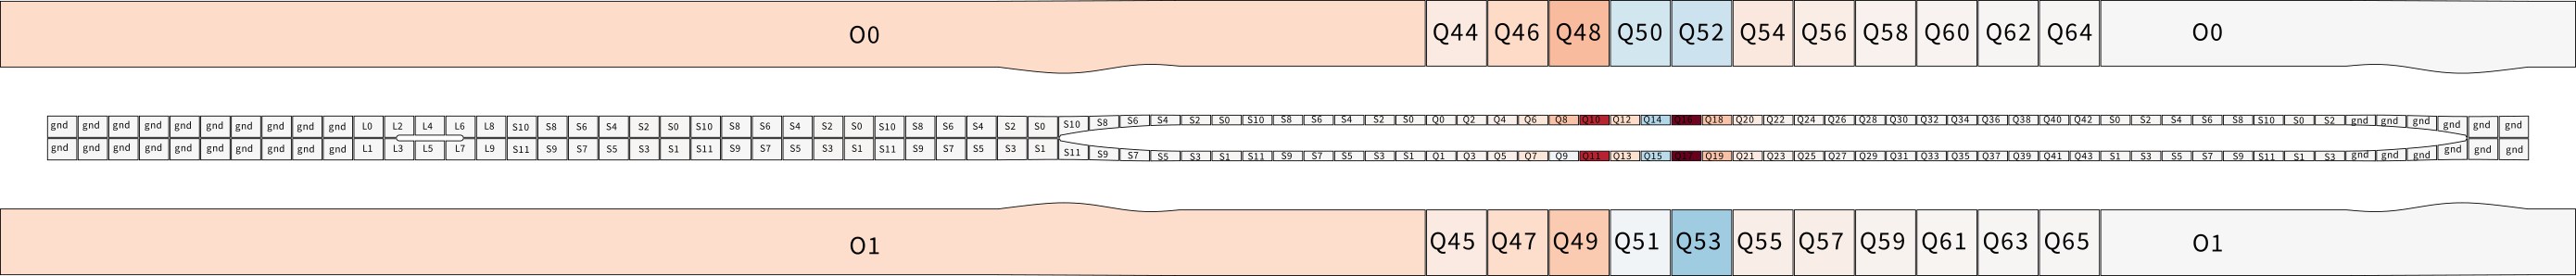 O0 Q44 Q46 Q48 Q50 Q52 Q54 Q56 Q58 Q60 Q62 Q64 O0
gnd gnd gnd gnd gnd gnd gnd gnd gnd gnd L0 L2 L4 L6 L8 S10 S8 S6 S4 S2 S0 S10 S8 S6 S4 S2 S0 S10 S8 S6 S4 S2 S0 S10 S8 S6 S4 S2 S0 S10 S8 S6 S4 S2 S0 Q0 Q2 Q4 Q6 Q8 Q10 Q12 Q14 Q16 Q18 Q20 Q22 Q24 Q26 Q28 Q30 Q32 Q34 Q36 Q38 Q40 Q42 S0 S2 S4 S6 S8 S10 S0 S2 gnd gnd gnd gnd gnd gnd
gnd gnd gnd gnd gnd gnd gnd gnd gnd gnd L1 L3 L5 L7 L9 S11 S9 S7 S5 S3 S1 S11 S9 S7 S5 S3 S1 S11 S9 S7 S5 S3 S1 S11 S9 S7 S5 S3 S1 S11 S9 S7 S5 S3 S1 Q1 Q3 Q5 Q7 Q9 Q11 Q13 Q15 Q17 Q19 Q21 Q23 Q25 Q27 Q29 Q31 Q33 Q35 Q37 Q39 Q41 Q43 S1 S3 S5 S7 S9 S11 S1 S3 gnd gnd gnd gnd gnd gnd
O1 Q45 Q47 Q49 Q51 Q53 Q55 Q57 Q59 Q61 Q63 Q65 O1